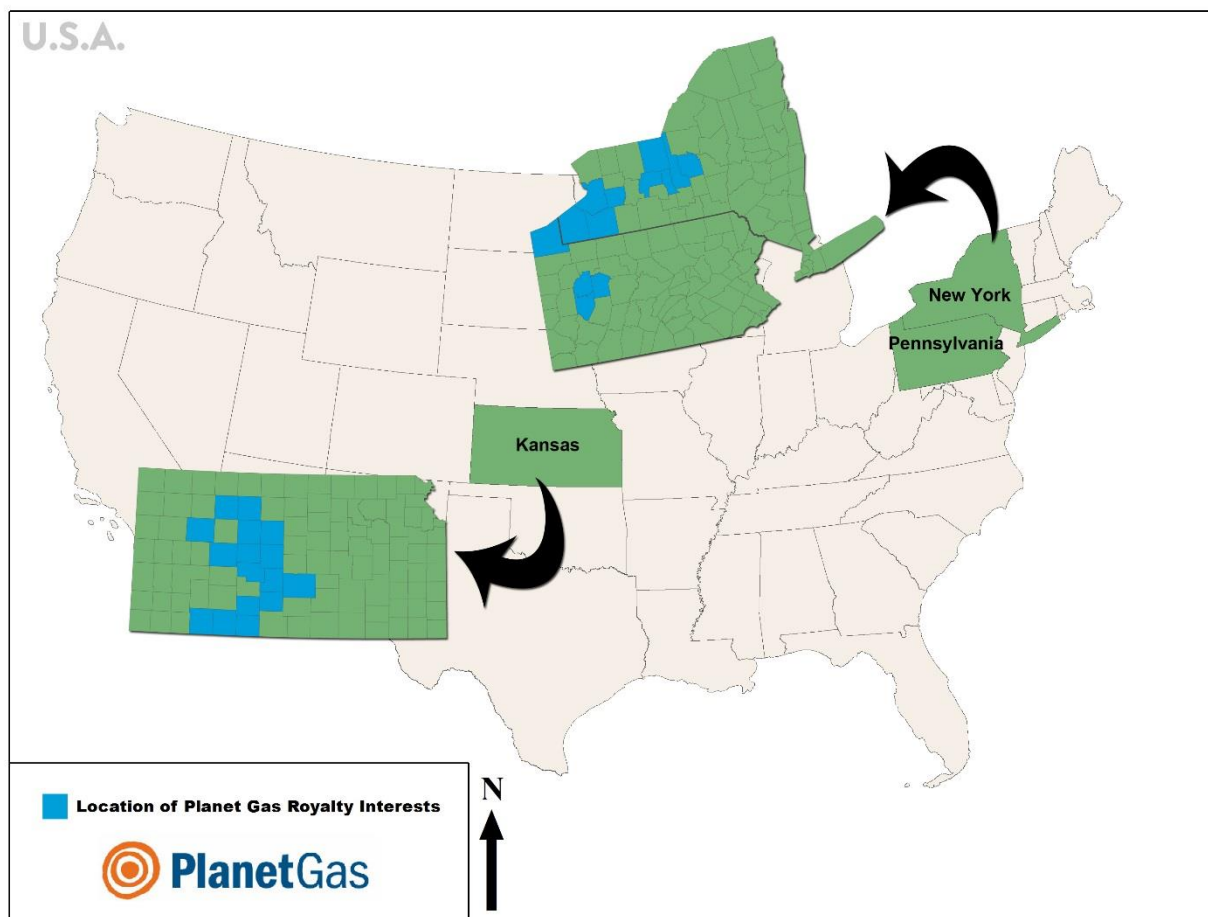 U.S.A.
New York
Pennsylvania
Kansas
Location of Planet Gas Royalty Interests
N
PlanetGas